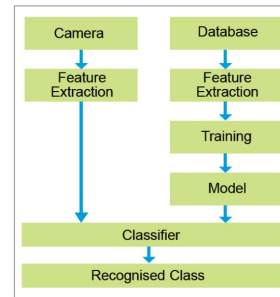 Camera
Database
Feature
Extraction
Feature
Extraction
Training
Model
Classifier
Recognised Class